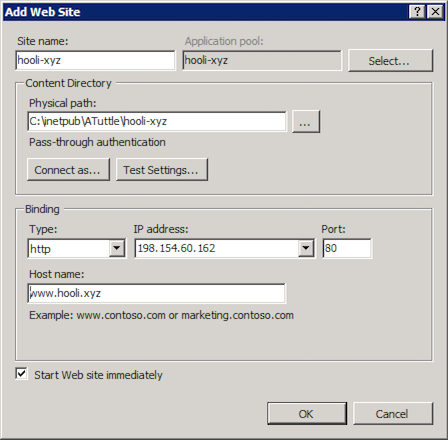 Add Web Site
Site name: Application pool:
hooli-xyz hooli-xyz Select...
Content Directory
Physical path:
C:\inetpub\ATuttle\hooli-xyz ...
Pass-through authentication
Connect as... Test Settings...
Binding
Type: IP address: Port:
http 198.154.60.162 80
Host name:
www.hooli.xyz
Example: www.contoso.com or marketing.contoso.com
Start Web site immediately
OK Cancel